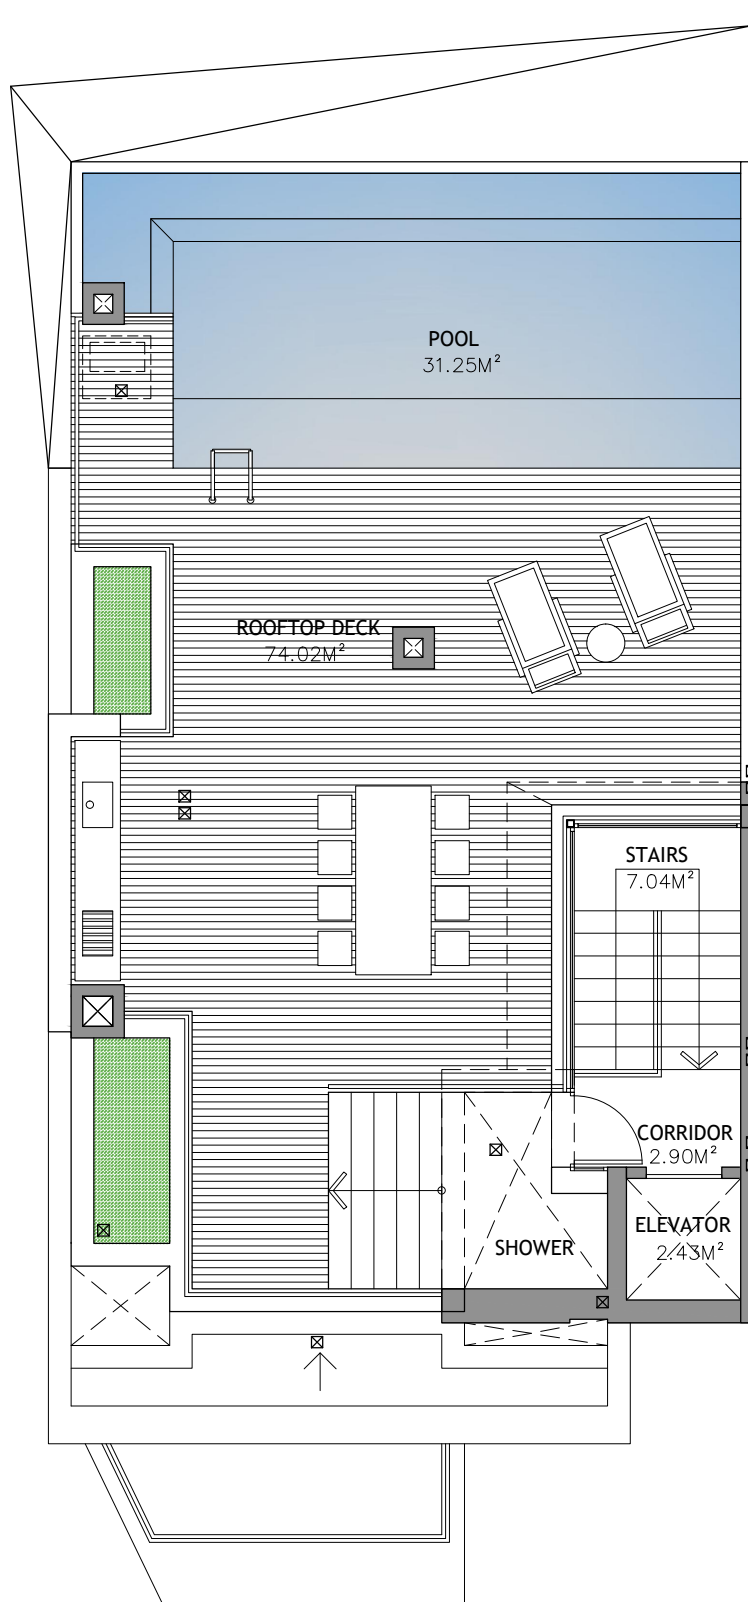 POOL
31.25M²
ROOFTOP DECK
74.02M²
STAIRS
7.04M²
CORRIDOR
2.90M²
ELEVATOR
2.43M²
SHOWER